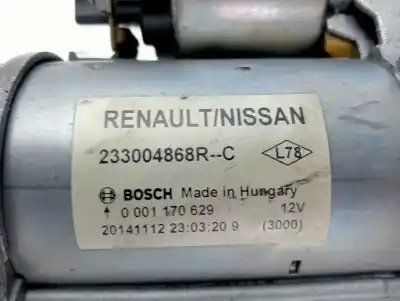 RENAULT/NISSAN
233004868R--C L78
BOSCH Made in Hungary
0 001 170 629 12V
20141112 23:03:20 9 (3000)